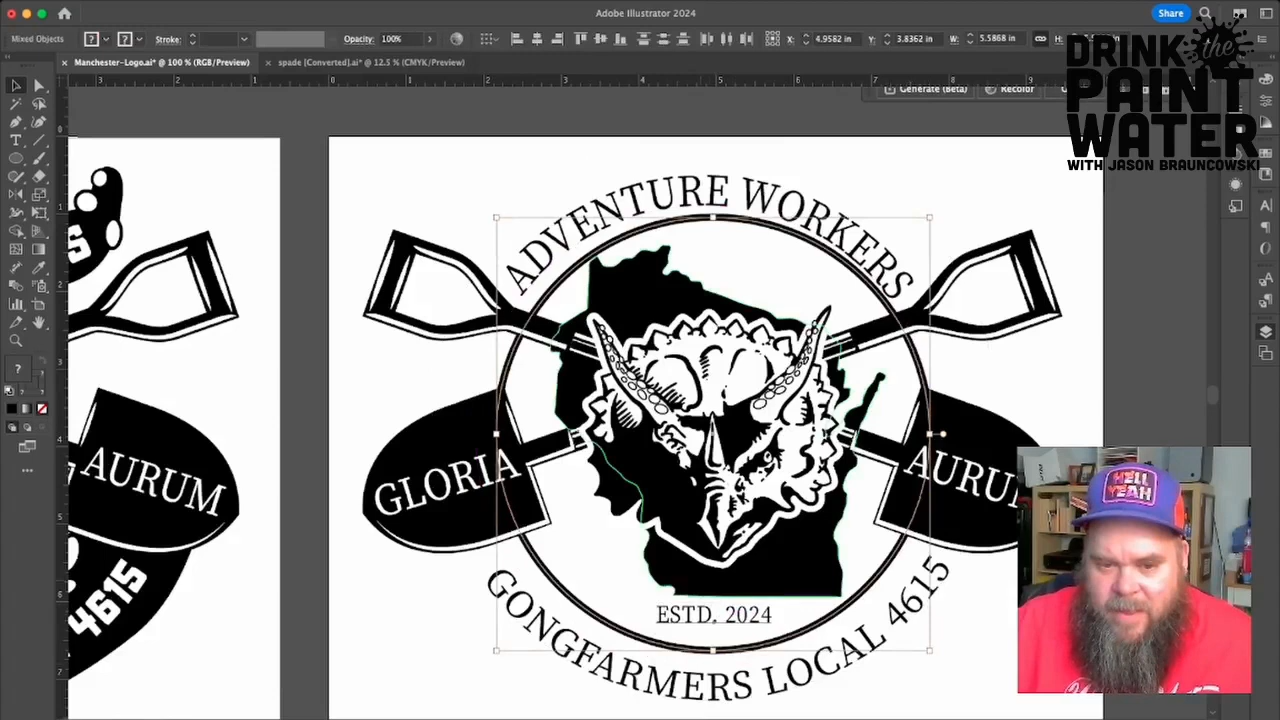 Adobe Illustrator 2024
Share
Mixed Objects
Stroke:
Opacity: 100%
X: 4.9582 in
Y: 3.8362 in
W: 5.5868 in
H:
Manchester-Logo.ai* @ 100 % (RGB/Preview)
spade [Converted].ai* @ 12.5 % (CMYK/Preview)
Generate (Beta)
Recolor
DRINK the
PAINT
WATER
WITH JASON BRAUNCOWSKI
ADVENTURE WORKERS
S
AURUM
4615
GLORIA
AURUM
ESTD. 2024
GONGFARMERS LOCAL 4615
HELL
YEAH